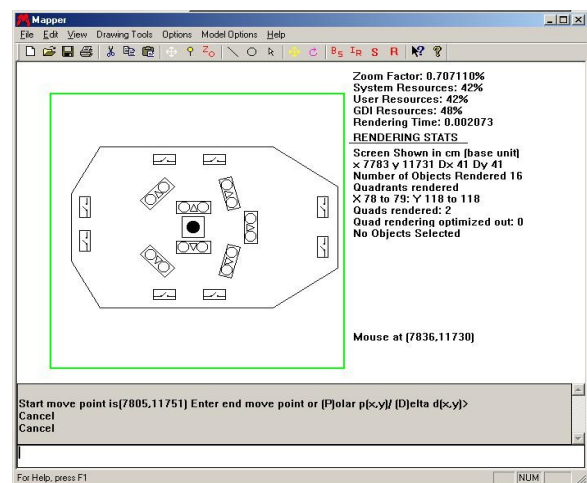 Mapper
File Edit View Drawing Tools Options Model Options Help
Z₀ B₅ I_R S R
Zoom Factor: 0.707110%
System Resources: 42%
User Resources: 42%
GDI Resources: 48%
Rendering Time: 0.002073
RENDERING STATS
Screen Shown in cm (base unit)
x 7783 y 11731 Dx 41 Dy 41
Number of Objects Rendered 16
Quadrants rendered
X 78 to 79: Y 118 to 118
Quads rendered: 2
Quad rendering optimized out: 0
No Objects Selected
Mouse at (7836,11730)
Start move point is(7805,11751) Enter end move point or (P)olar p(x,y)/ (D)elta d(x,y)>
Cancel
Cancel
For Help, press F1
NUM